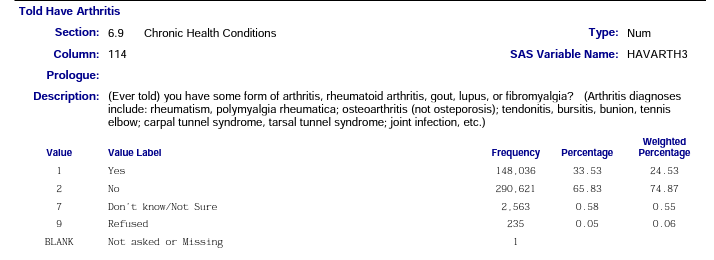 Told Have Arthritis
Section: 6.9 Chronic Health Conditions Type: Num
Column: 114 SAS Variable Name: HAVARTH3
Prologue:
Description: (Ever told) you have some form of arthritis, rheumatoid arthritis, gout, lupus, or fibromyalgia? (Arthritis diagnoses
include: rheumatism, polymyalgia rheumatica; osteoarthritis (not osteporosis); tendonitis, bursitis, bunion, tennis
elbow; carpal tunnel syndrome, tarsal tunnel syndrome; joint infection, etc.)
Value Value Label Frequency Percentage Weighted Percentage
1 Yes 148,036 33.53 24.53
2 No 290,621 65.83 74.87
7 Don't know/Not Sure 2,563 0.58 0.55
9 Refused 235 0.05 0.06
BLANK Not asked or Missing 1